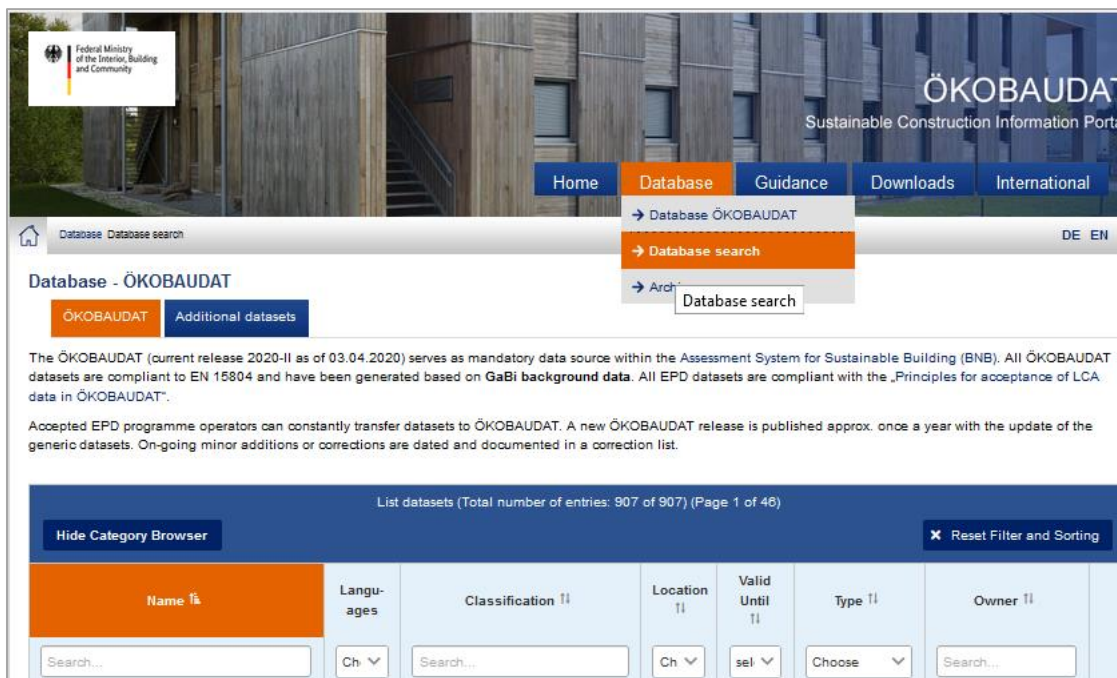 Federal Ministry
of the Interior, Building
and Community
ÖKOBAUDAT
Sustainable Construction Information Porta
Home Database Guidance Downloads International
→ Database ÖKOBAUDAT
Database Database search
DE EN
→ Database search
→ Archi
Database search
Database - ÖKOBAUDAT
ÖKOBAUDAT Additional datasets
The ÖKOBAUDAT (current release 2020-II as of 03.04.2020) serves as mandatory data source within the Assessment System for Sustainable Building (BNB). All ÖKOBAUDAT
datasets are compliant to EN 15804 and have been generated based on GaBi background data. All EPD datasets are compliant with the „Principles for acceptance of LCA
data in ÖKOBAUDAT“.
Accepted EPD programme operators can constantly transfer datasets to ÖKOBAUDAT. A new ÖKOBAUDAT release is published approx. once a year with the update of the
generic datasets. On-going minor additions or corrections are dated and documented in a correction list.
List datasets (Total number of entries: 907 of 907) (Page 1 of 46)
Hide Category Browser
× Reset Filter and Sorting
Name
Langu-
ages
Classification
Location
Valid
Until
Type
Owner
Search... Ch Search... Ch sel Choose Search...